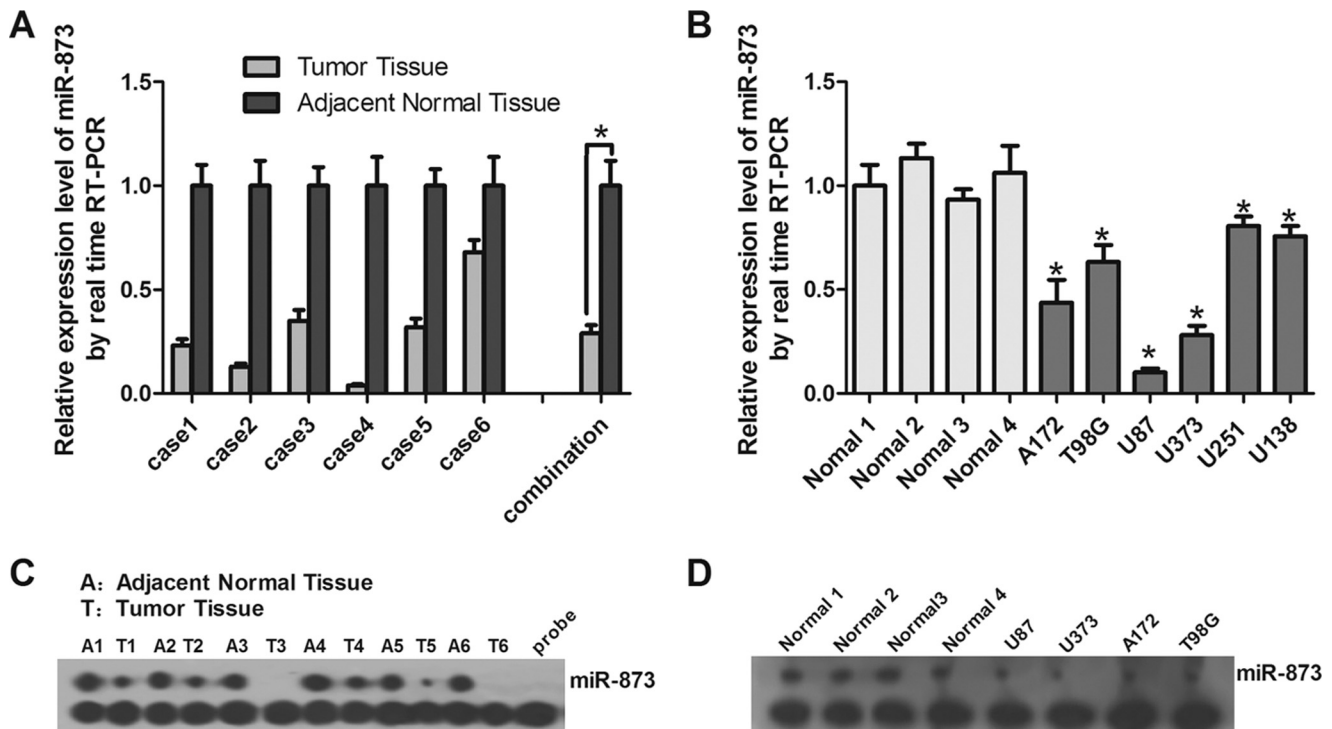 A
Relative expression level of miR-873
by real time RT-PCR
1.5
1.0
0.5
0.0
Tumor Tissue
Adjacent Normal Tissue
*
case1
case2
case3
case4
case5
case6
combination
B
Relative expression level of miR-873
by real time RT-PCR
1.5
1.0
0.5
0.0
* * * * * *
Nomal 1
Nomal 2
Nomal 3
Nomal 4
A172
T98G
U87
U373
U251
U138
C
A: Adjacent Normal Tissue
T: Tumor Tissue
A1 T1 A2 T2 A3 T3 A4 T4 A5 T5 A6 T6 probe
miR-873
D
Normal 1 Normal 2 Normal3 Normal 4 U87 U373 A172 T98G
miR-873